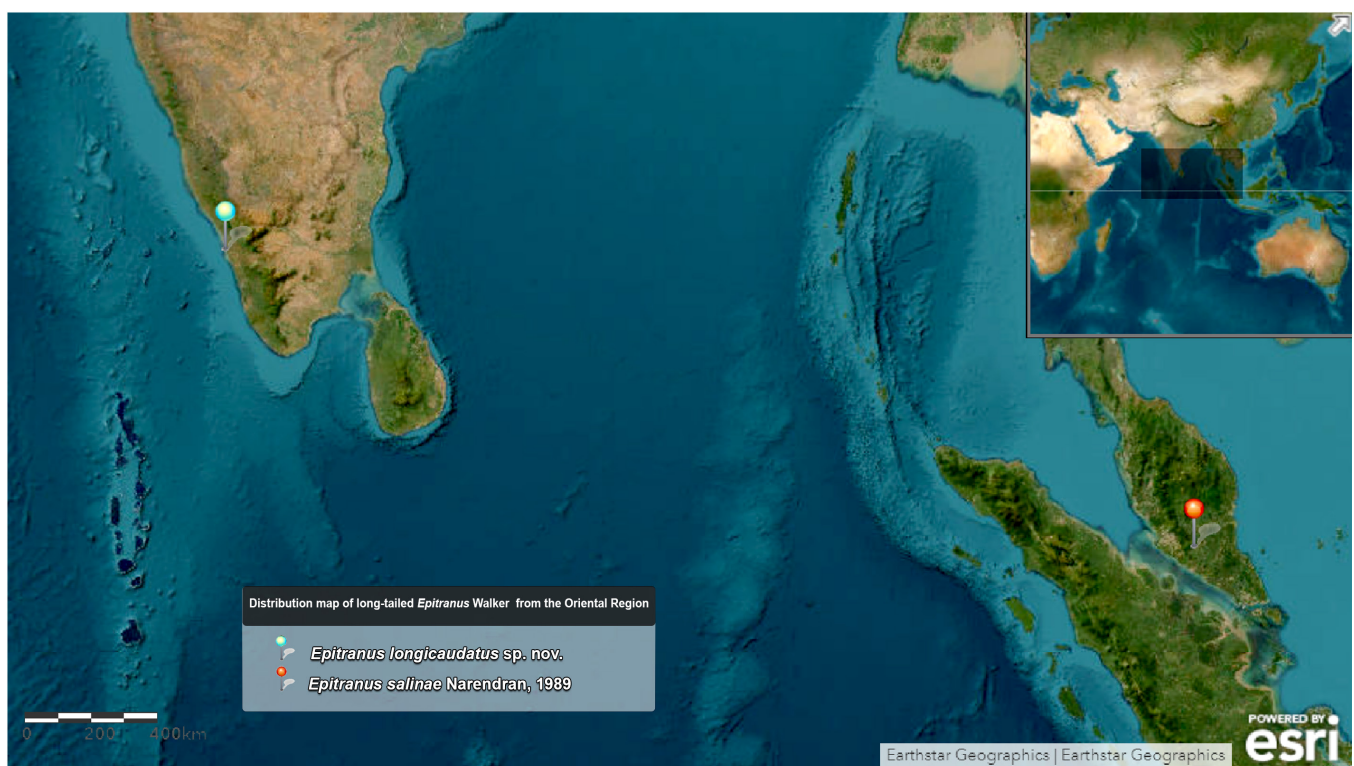 Distribution map of long-tailed Epitranus Walker from the Oriental Region
Epitranus longicaudatus sp. nov.
Epitranus salinae Narendran, 1989
0 200 400km
Earthstar Geographics | Earthstar Geographics
POWERED BY
esri